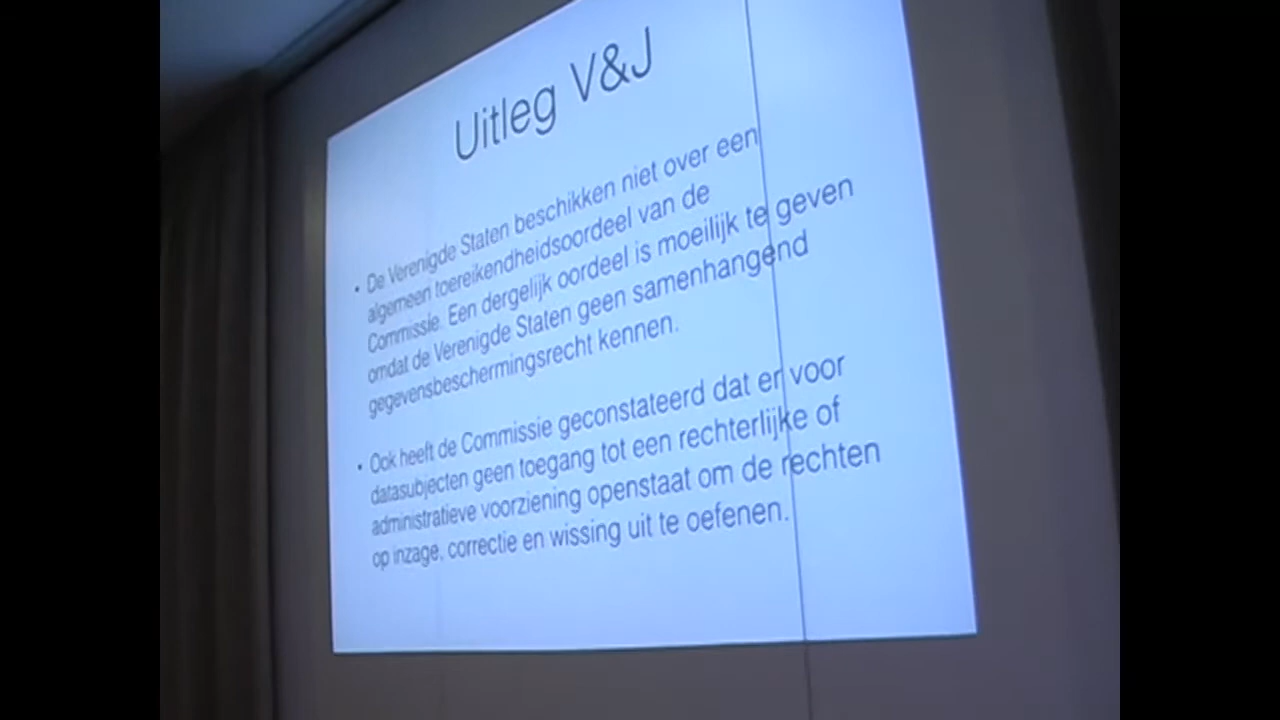 Uitleg V&J
• De Verenigde Staten beschikken niet over een
algemeen toereikendheidsoordeel van de
Commissie. Een dergelijk oordeel is moeilijk te geven
omdat de Verenigde Staten geen samenhangend
gegevensbeschermingsrecht kennen.
• Ook heeft de Commissie geconstateerd dat er voor
datasubjecten geen toegang tot een rechterlijke of
administratieve voorziening openstaat om de rechten
op inzage, correctie en wissing uit te oefenen.